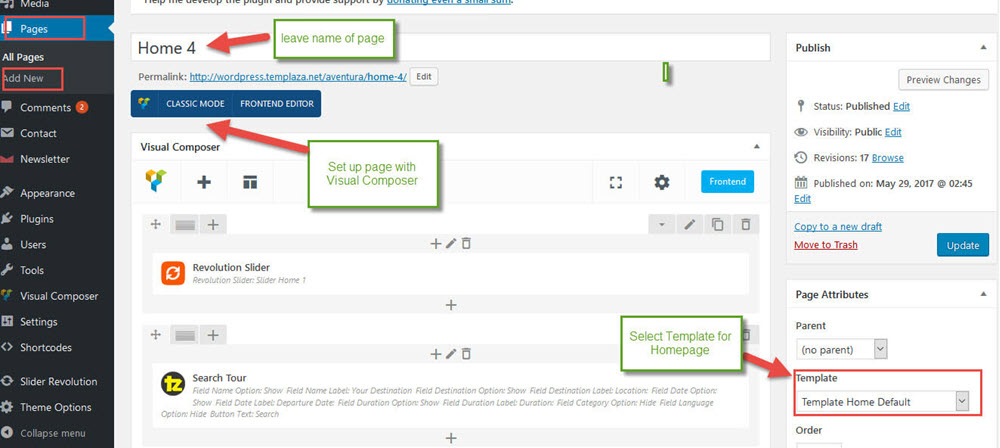 Help me develop the plugin and provide support by donating even a small sum.
Media
Pages
All Pages
Add New
Comments 2
Contact
Newsletter
Appearance
Plugins
Users
Tools
Visual Composer
Settings
Shortcodes
Slider Revolution
Theme Options
Collapse menu
Home 4
leave name of page
Permalink: http://wordpress.templaza.net/aventura/home-4/ Edit
CLASSIC MODE FRONTEND EDITOR
Visual Composer
Set up page with
Visual Composer
Frontend
Revolution Slider
Revolution Slider: Slider Home 1
tz
Search Tour
Field Name Option: Show Field Name Label: Your Destination Field Destination Option: Show Field Destination Label: Location: Field Date Option:
Show Field Date Label: Departure Date: Field Duration Option: Show Field Duration Label: Duration: Field Category Option: Hide Field Language
Option: Hide Button Text: Search
Select Template for
Homepage
Publish
Preview Changes
Status: Published Edit
Visibility: Public Edit
Revisions: 17 Browse
Published on: May 29, 2017 @ 02:45
Edit
Copy to a new draft
Move to Trash
Update
Page Attributes
Parent
(no parent)
Template
Template Home Default
Order